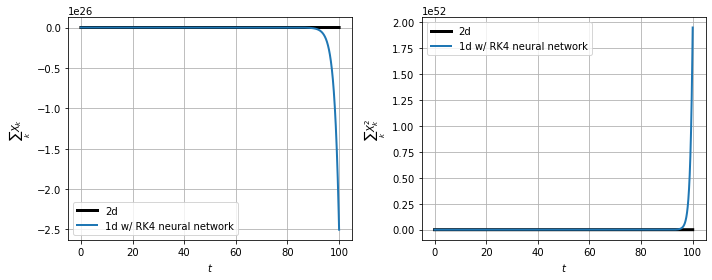 1e26
0.0
−0.5
−1.0
−1.5
−2.0
−2.5
∑ₖ Xₖ
2d
1d w/ RK4 neural network
0 20 40 60 80 100
t
1e52
2.00
1.75
1.50
1.25
1.00
0.75
0.50
0.25
0.00
∑ₖ Xₖ²
2d
1d w/ RK4 neural network
0 20 40 60 80 100
t